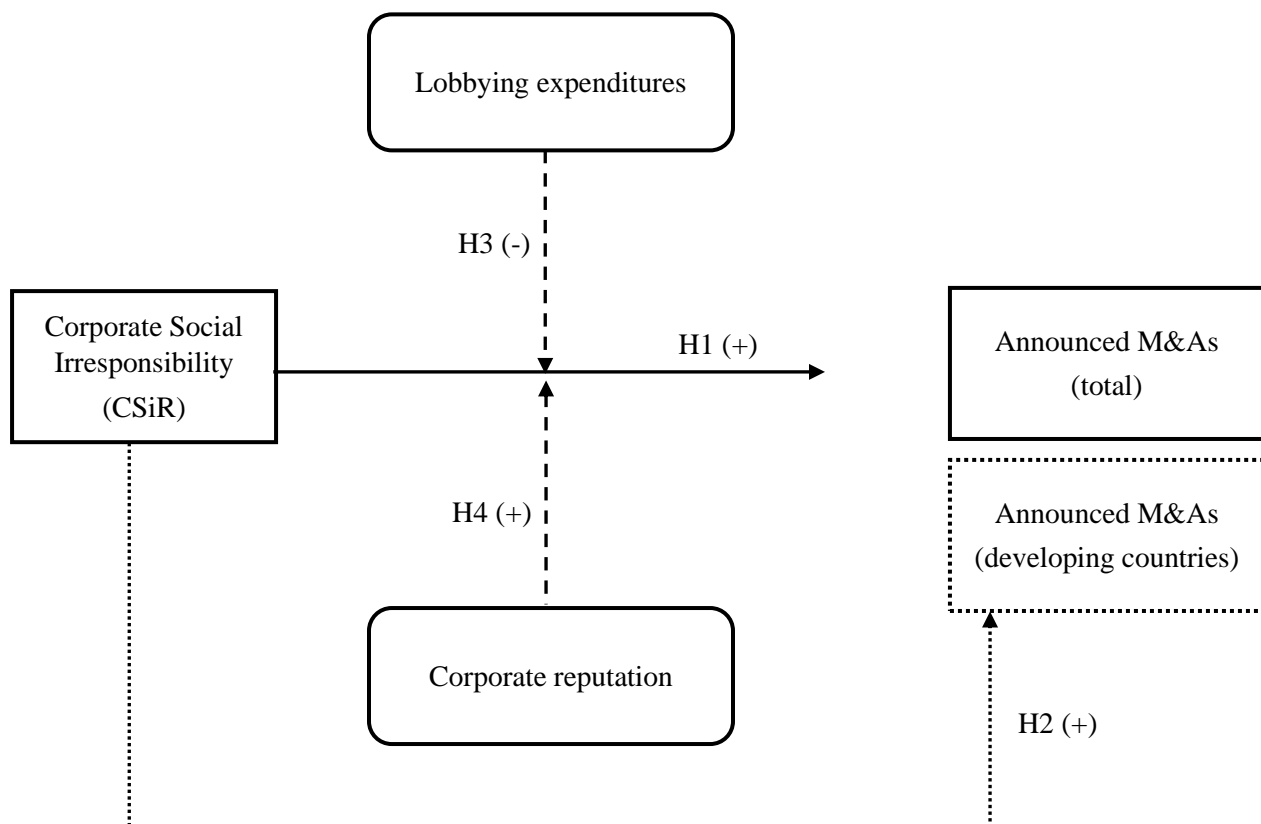 Lobbying expenditures
H3 (-)
Corporate Social
Irresponsibility
(CSiR)
H1 (+)
Announced M&As
(total)
H4 (+)
Announced M&As
(developing countries)
Corporate reputation
H2 (+)